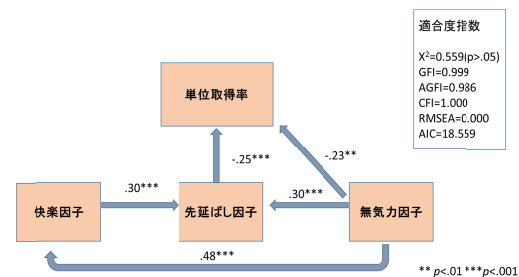 適合度指数
X²=0.559(p>.05)
GFI=0.999
AGFI=0.986
CFI=1.000
RMSEA=0.000
AIC=18.559
単位取得率
-.25***
-.23**
.30***
.30***
快楽因子
先延ばし因子
無気力因子
.48***
** p<.01 ***p<.001